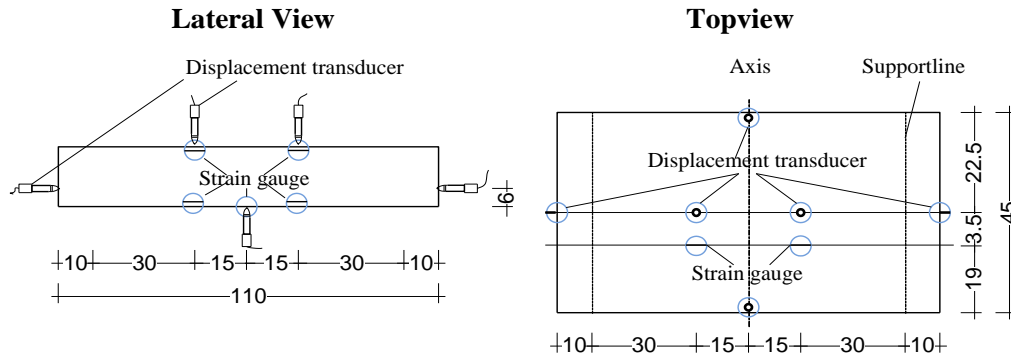 Lateral View
Displacement transducer
Strain gauge
6
10 30 15 15 30 10
110
Topview
Axis
Supportline
Displacement transducer
Strain gauge
22.5
3.5
19
45
10 30 15 15 30 10